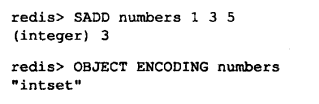 redis> SADD numbers 1 3 5
(integer) 3
redis> OBJECT ENCODING numbers
"intset"